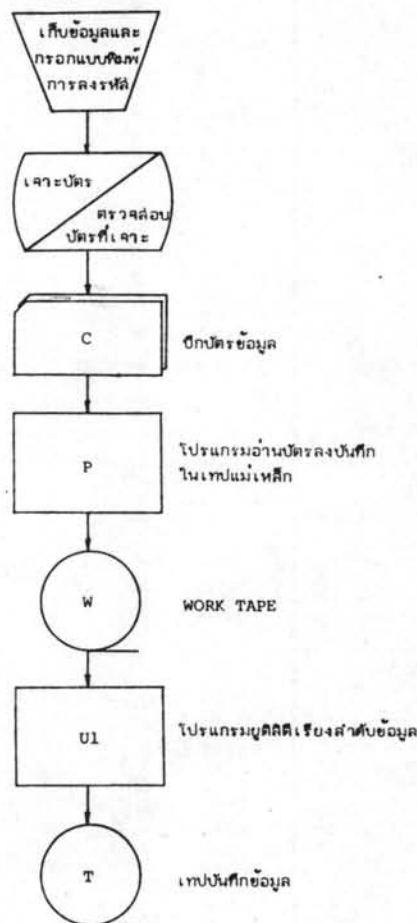 เก็บข้อมูลและ
กรอกแบบพิมพ์
การลงรหัส
เจาะบัตร
ตรวจสอบ
บัตรที่เจาะ
C
ปึกบัตรข้อมูล
P
โปรแกรมอ่านบัตรลงบันทึก
ในเทปแม่เหล็ก
W
WORK TAPE
U1
โปรแกรมยูติลิตีเรียงลำดับข้อมูล
T
เทปบันทึกข้อมูล